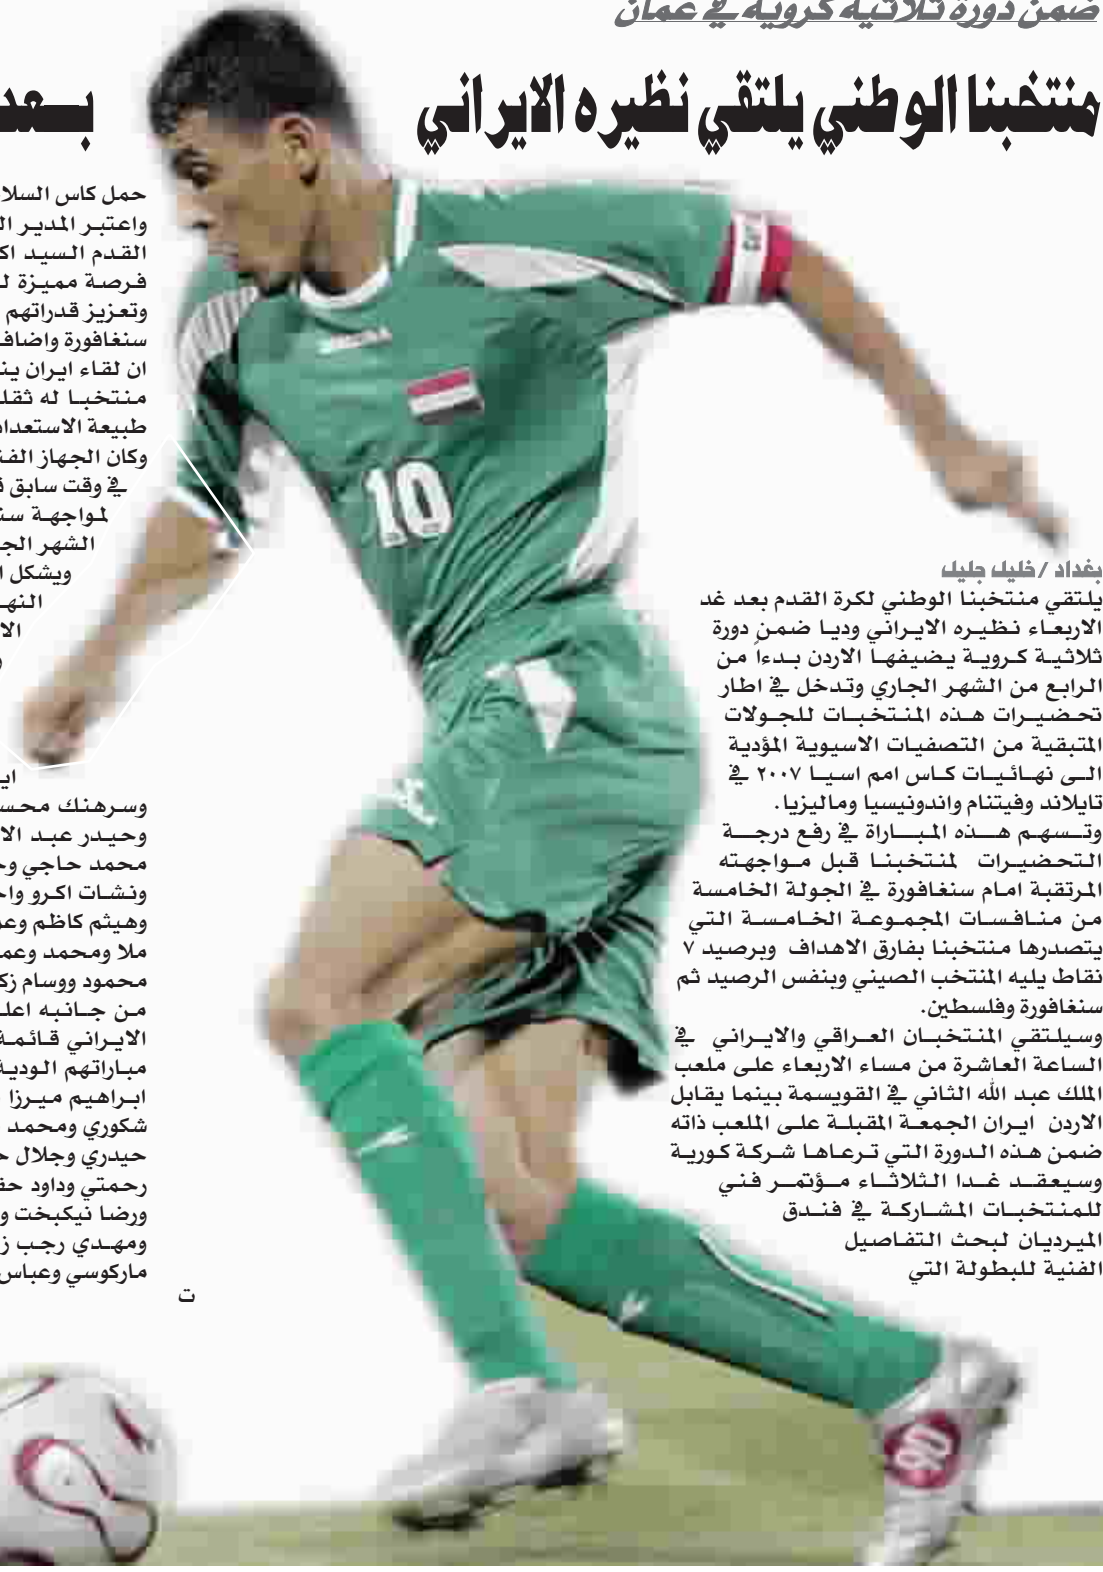 ضمن دورة ثلاثية كروية في عمان
منتخبنا الوطني يلتقي نظيره الايراني
بـعد
بغداد / خليل جليل
يلتقي منتخبنا الوطني لكرة القدم بعد غد
الاربعاء نظيره الايراني وديا ضمن دورة
ثلاثية كروية يضيفها الاردن بدءاً من
الرابع من الشهر الجاري وتدخل في اطار
تحضيرات هذه المنتخبات للجولات
المتبقية من التصفيات الاسيوية المؤدية
الى نهائيات كاس امم اسيا ٢٠٠٧ في
تايلاند وفيتنام واندونيسيا وماليزيا.
وتسهم هذه المباراة في رفع درجة
التحضيرات لمنتخبنا قبل مواجهته
المرتقبة امام سنغافورة في الجولة الخامسة
من منافسات المجموعة الخامسة التي
يتصدرها منتخبنا بفارق الاهداف وبرصيد ٧
نقاط يليه المنتخب الصيني وبنفس الرصيد ثم
سنغافورة وفلسطين.
وسيلتقي المنتخبان العراقي والايراني في
الساعة العاشرة من مساء الاربعاء على ملعب
الملك عبد الله الثاني في القويسمة بينما يقابل
الاردن ايران الجمعة المقبلة على الملعب ذاته
ضمن هذه الدورة التي ترعاها شركة كورية
وسيعقد غدا الثلاثاء مؤتمر فني
للمنتخبات المشاركة في فندق
الميرديان لبحث التفاصيل
الفنية للبطولة التي
ت
حمل كاس السلا
واعتبر المدير ال
القدم السيد اك
فرصة مميزة ل
وتعزيز قدراتهم
سنغافورة واضاف
ان لقاء ايران ين
منتخبا له ثقل
طبيعة الاستعدا
وكان الجهاز الف
في وقت سابق ق
لمواجهة سن
الشهر الج
ويشكل ا
النه
الا
و
اي
وسرهنك محس
وحيدر عبد الا
محمد حاجي وح
ونشات اكرو واح
وهيثم كاظم وع
ملا ومحمد وعم
محمود ووسام زك
من جانبه اعل
الايراني قائمة
مباراتهم الودية
ابراهيم ميرزا
شكوري ومحمد
حيدري وجلال ح
رحمتي وداود حق
ورضا نيكبخت و
ومهدي رجب ز
ماركوسي وعباس
10
90